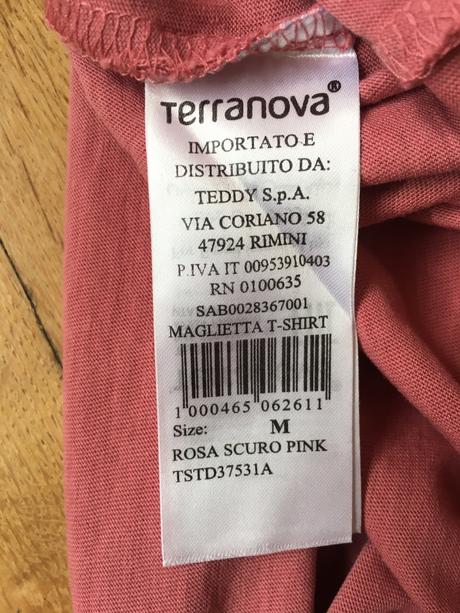 Terranova®
IMPORTATO E
DISTRIBUITO DA:
TEDDY S.p.A.
VIA CORIANO 58
47924 RIMINI
P.IVA IT 00953910403
RN 0100635
SAB0028367001
MAGLIETTA T-SHIRT
1 000465 062611
Size: M
ROSA SCURO PINK
TSTD37531A